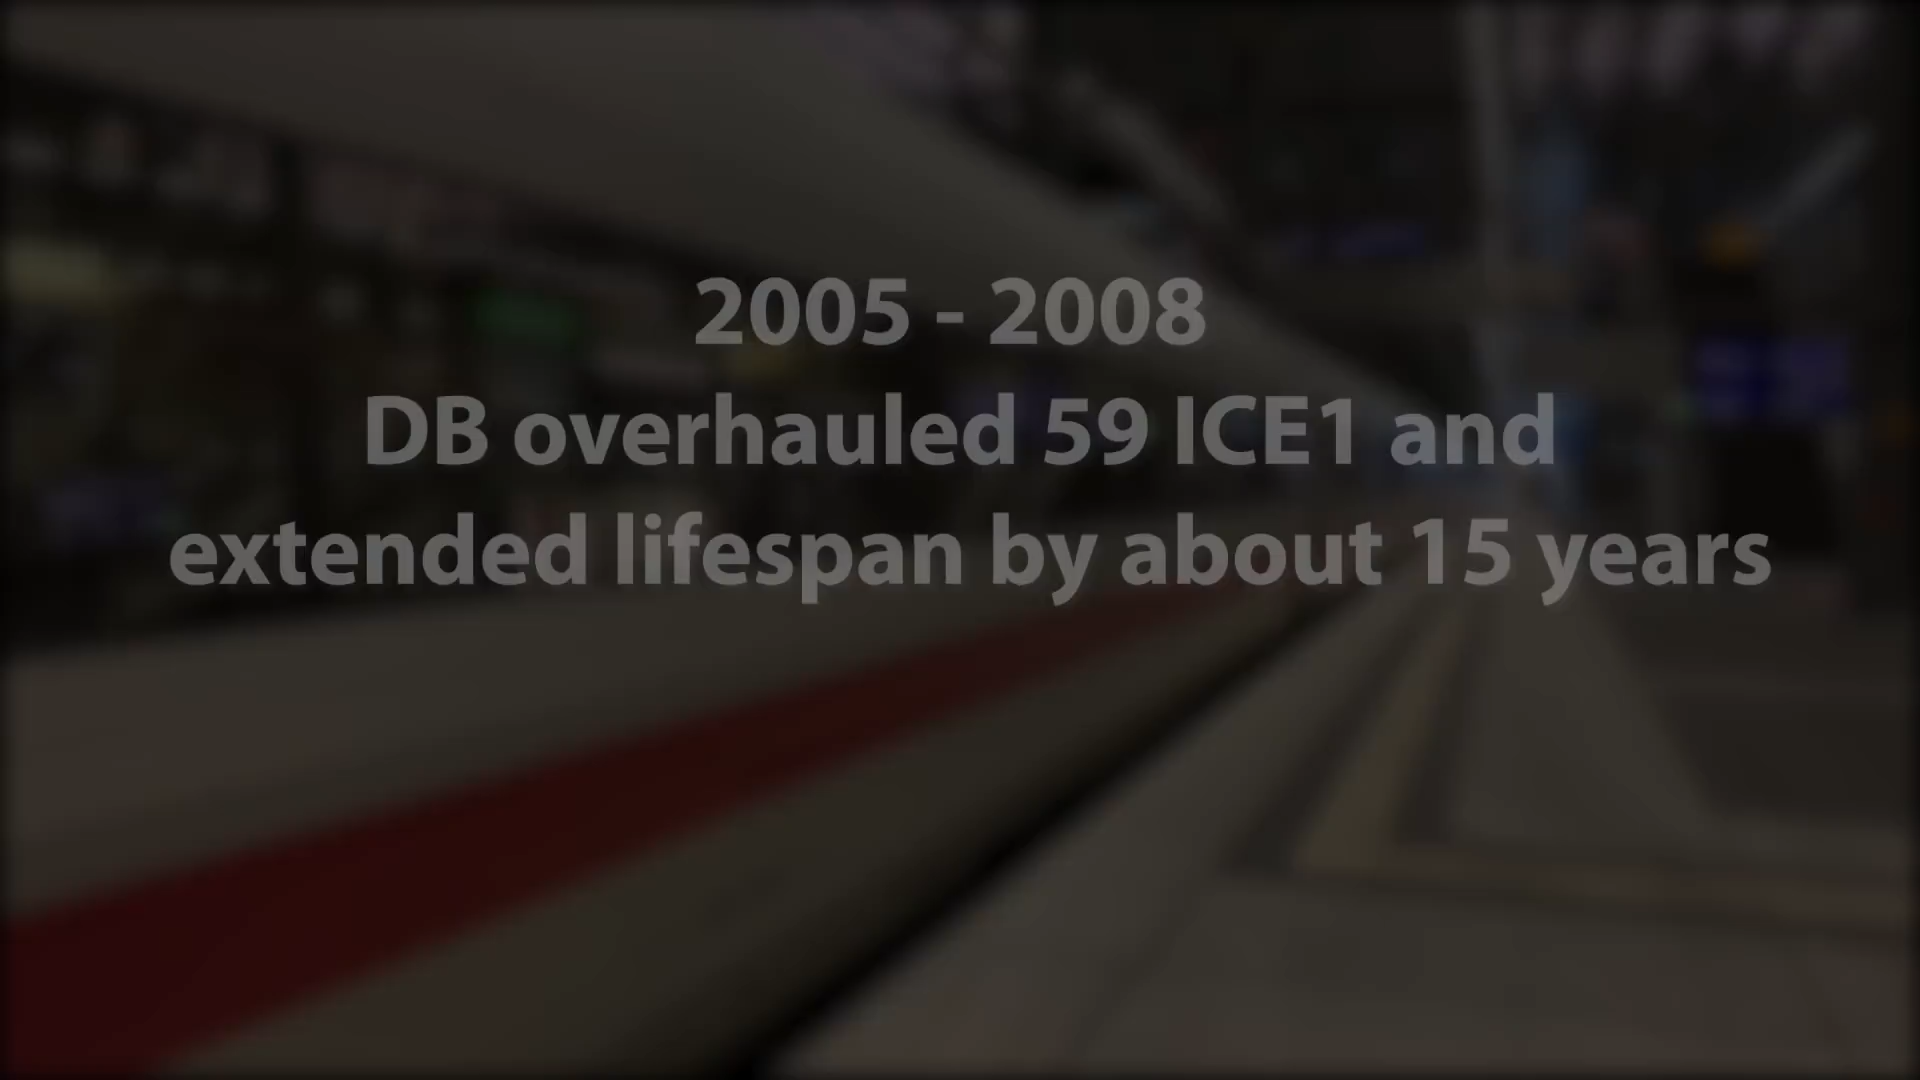 2005 - 2008
DB overhauled 59 ICE1 and
extended lifespan by about 15 years